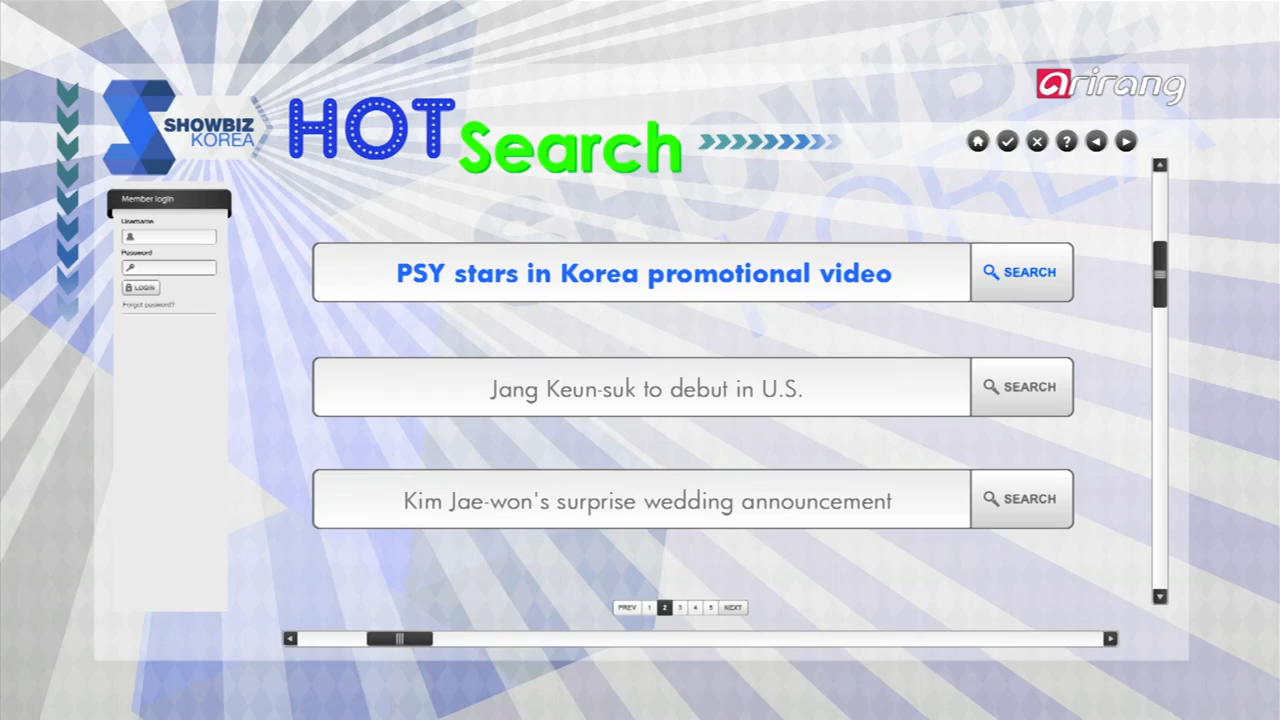 arirang
SHOWBIZ
KOREA
HOT
Search
SHOWBIZ
KOREA
Member login
Username
Password
LOGIN
Forgot password?
PSY stars in Korea promotional video
SEARCH
Jang Keun-suk to debut in U.S.
SEARCH
Kim Jae-won's surprise wedding announcement
SEARCH
PREV 1 2 3 4 5 NEXT